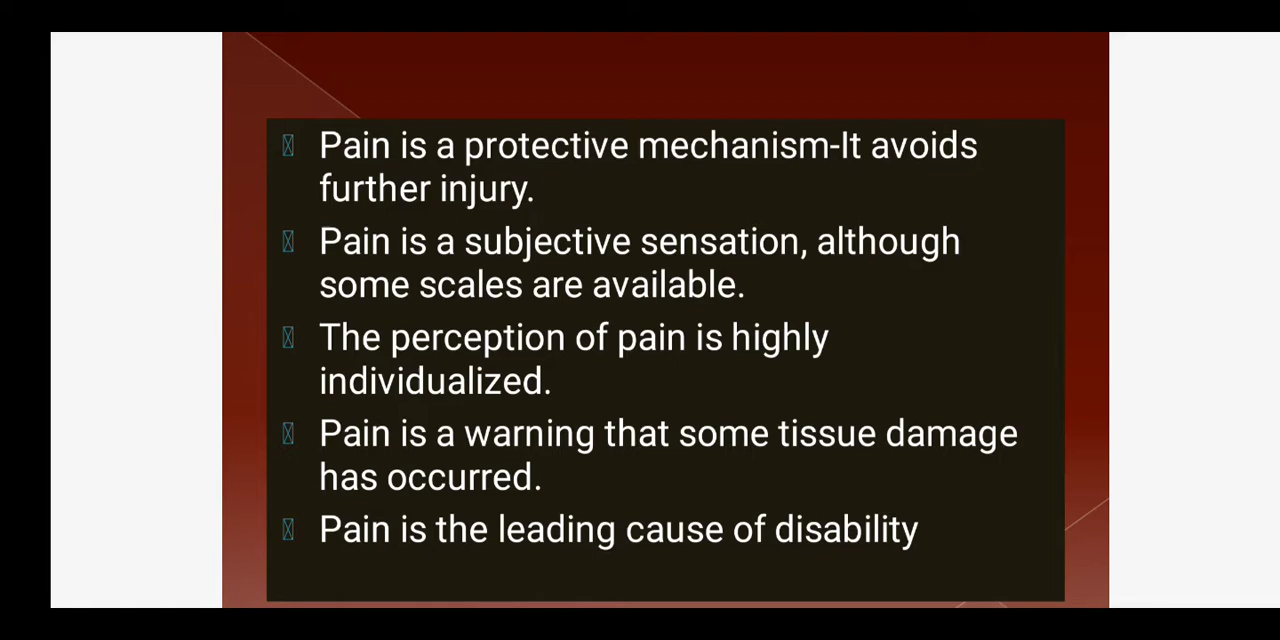 Pain is a protective mechanism-It avoids
further injury.
Pain is a subjective sensation, although
some scales are available.
The perception of pain is highly
individualized.
Pain is a warning that some tissue damage
has occurred.
Pain is the leading cause of disability